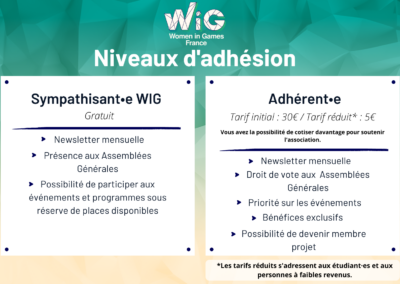 WiG
Women in Games
France
Niveaux d'adhésion
Sympathisant•e WIG
Gratuit
Newsletter mensuelle
Présence aux Assemblées
Générales
Possibilité de participer aux
événements et programmes sous
réserve de places disponibles
Adhérent•e
Tarif initial : 30€ / Tarif réduit* : 5€
Vous avez la possibilité de cotiser davantage pour soutenir
l'association.
Newsletter mensuelle
Droit de vote aux Assemblées
Générales
Priorité sur les événements
Bénéfices exclusifs
Possibilité de devenir membre
projet
*Les tarifs réduits s'adressent aux étudiant·es et aux
personnes à faibles revenus.